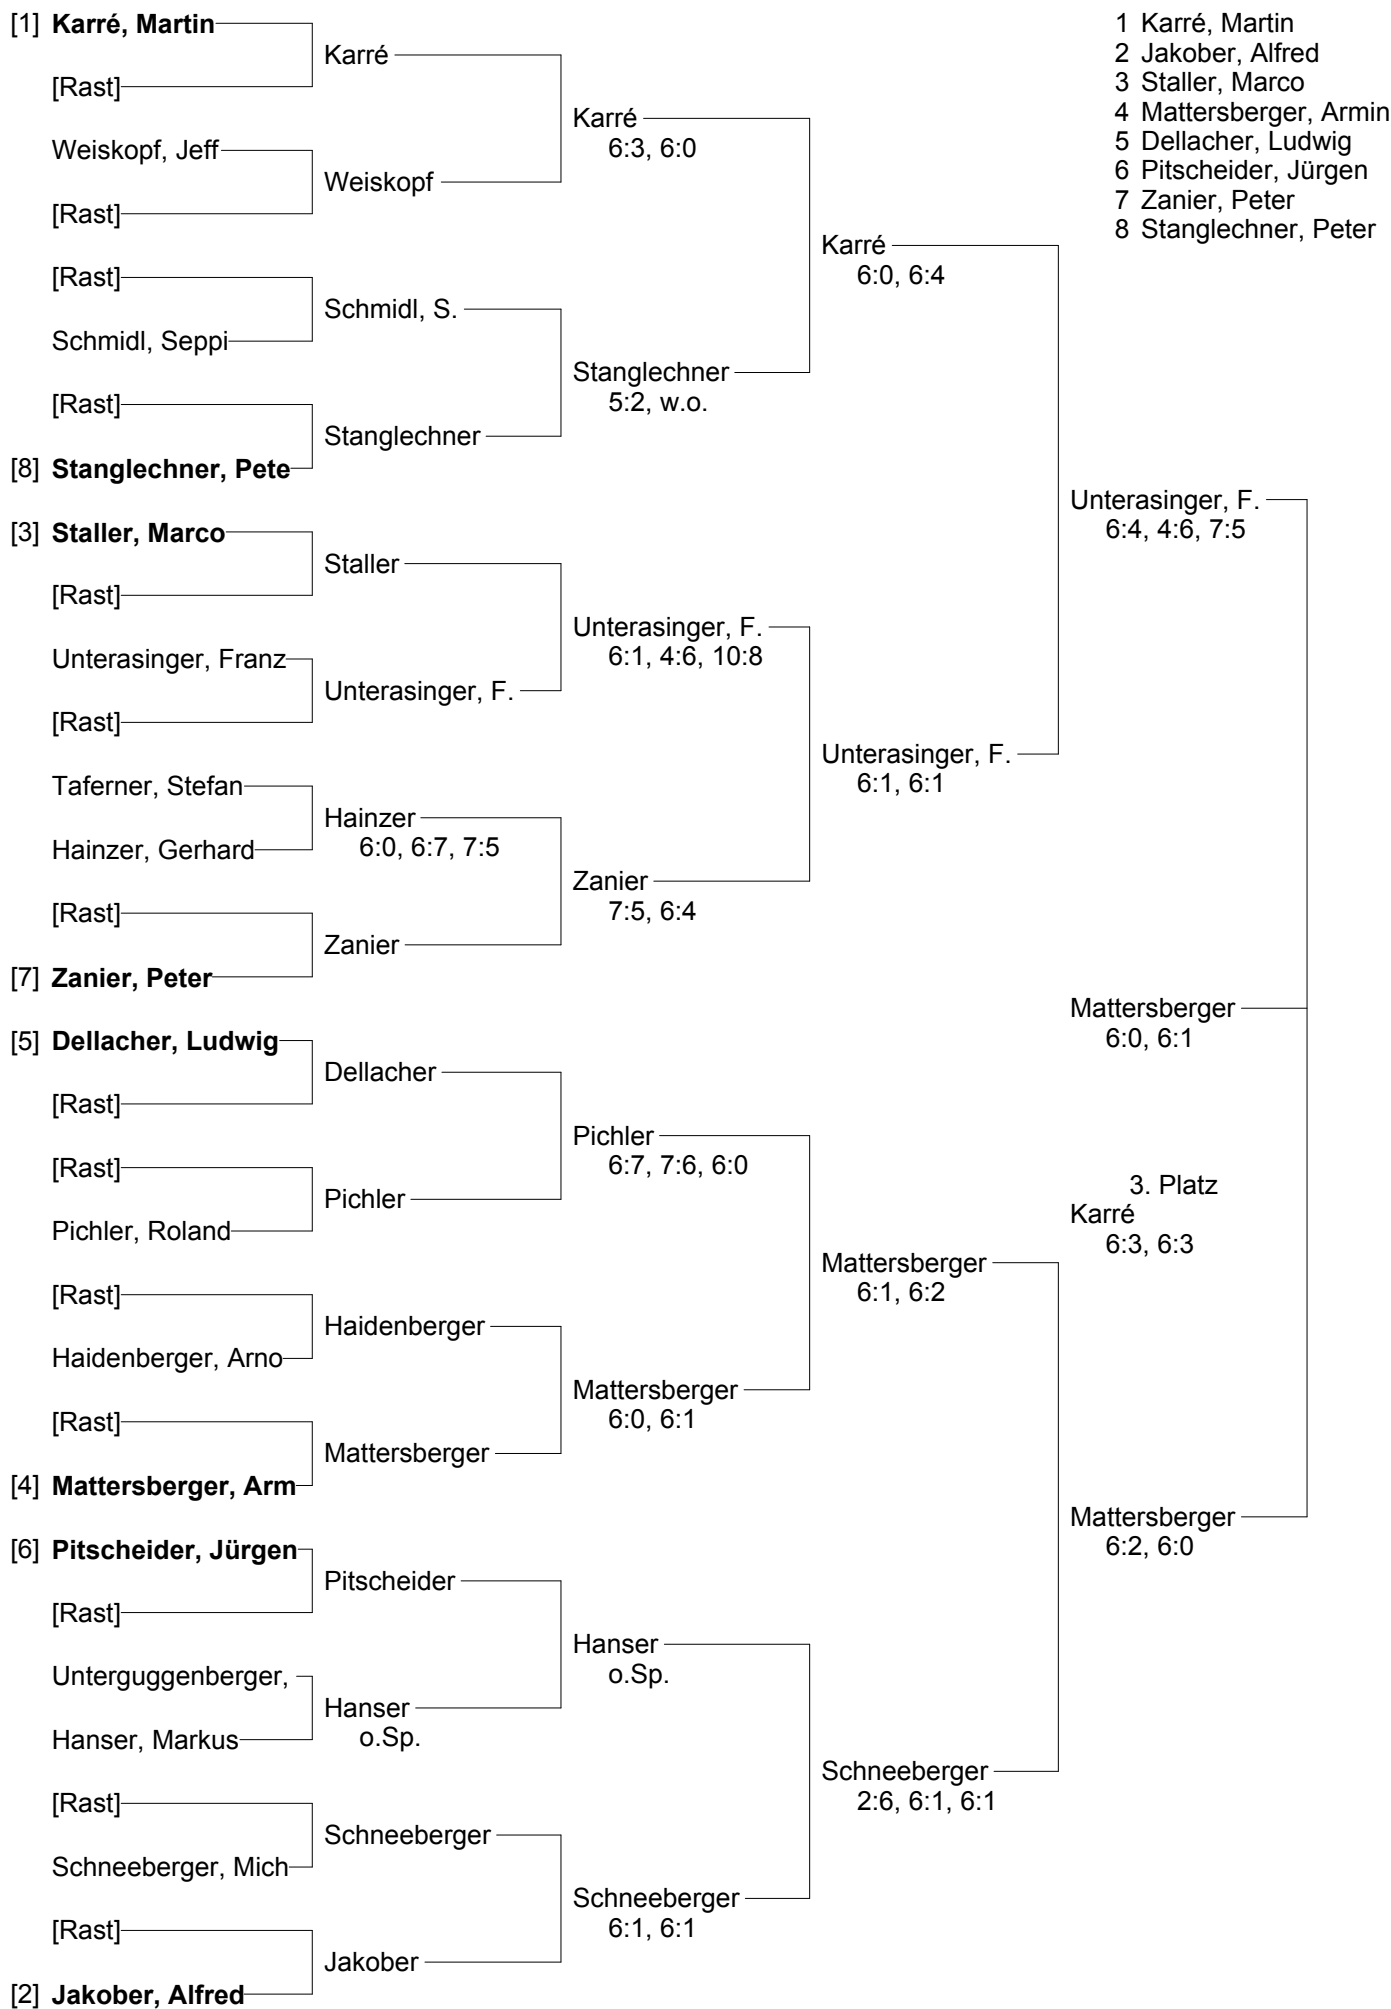 [1] Karré, Martin
[Rast]
Weiskopf, Jeff
[Rast]
[Rast]
Schmidl, Seppi
[Rast]
[8] Stanglechner, Pete
[3] Staller, Marco
[Rast]
Unterasinger, Franz
[Rast]
Taferner, Stefan
Hainzer, Gerhard
[Rast]
[7] Zanier, Peter
[5] Dellacher, Ludwig
[Rast]
[Rast]
Pichler, Roland
[Rast]
Haidenberger, Arno
[Rast]
[4] Mattersberger, Arm
[6] Pitscheider, Jürgen
[Rast]
Unterguggenberger,
Hanser, Markus
[Rast]
Schneeberger, Mich
[Rast]
[2] Jakober, Alfred
Karré
Weiskopf
Schmidl, S.
Stanglechner
Staller
Unterasinger, F.
Hainzer
6:0, 6:7, 7:5
Zanier
Dellacher
Pichler
Haidenberger
Mattersberger
Pitscheider
Hanser
o.Sp.
Schneeberger
Jakober
Karré
6:3, 6:0
Stanglechner
5:2, w.o.
Unterasinger, F.
6:1, 4:6, 10:8
Zanier
7:5, 6:4
Pichler
6:7, 7:6, 6:0
Mattersberger
6:0, 6:1
Hanser
o.Sp.
Schneeberger
6:1, 6:1
Karré
6:0, 6:4
Unterasinger, F.
6:1, 6:1
Mattersberger
6:1, 6:2
Schneeberger
2:6, 6:1, 6:1
Unterasinger, F.
6:4, 4:6, 7:5
Mattersberger
6:0, 6:1
3. Platz
Karré
6:3, 6:3
Mattersberger
6:2, 6:0
1 Karré, Martin
2 Jakober, Alfred
3 Staller, Marco
4 Mattersberger, Armin
5 Dellacher, Ludwig
6 Pitscheider, Jürgen
7 Zanier, Peter
8 Stanglechner, Peter